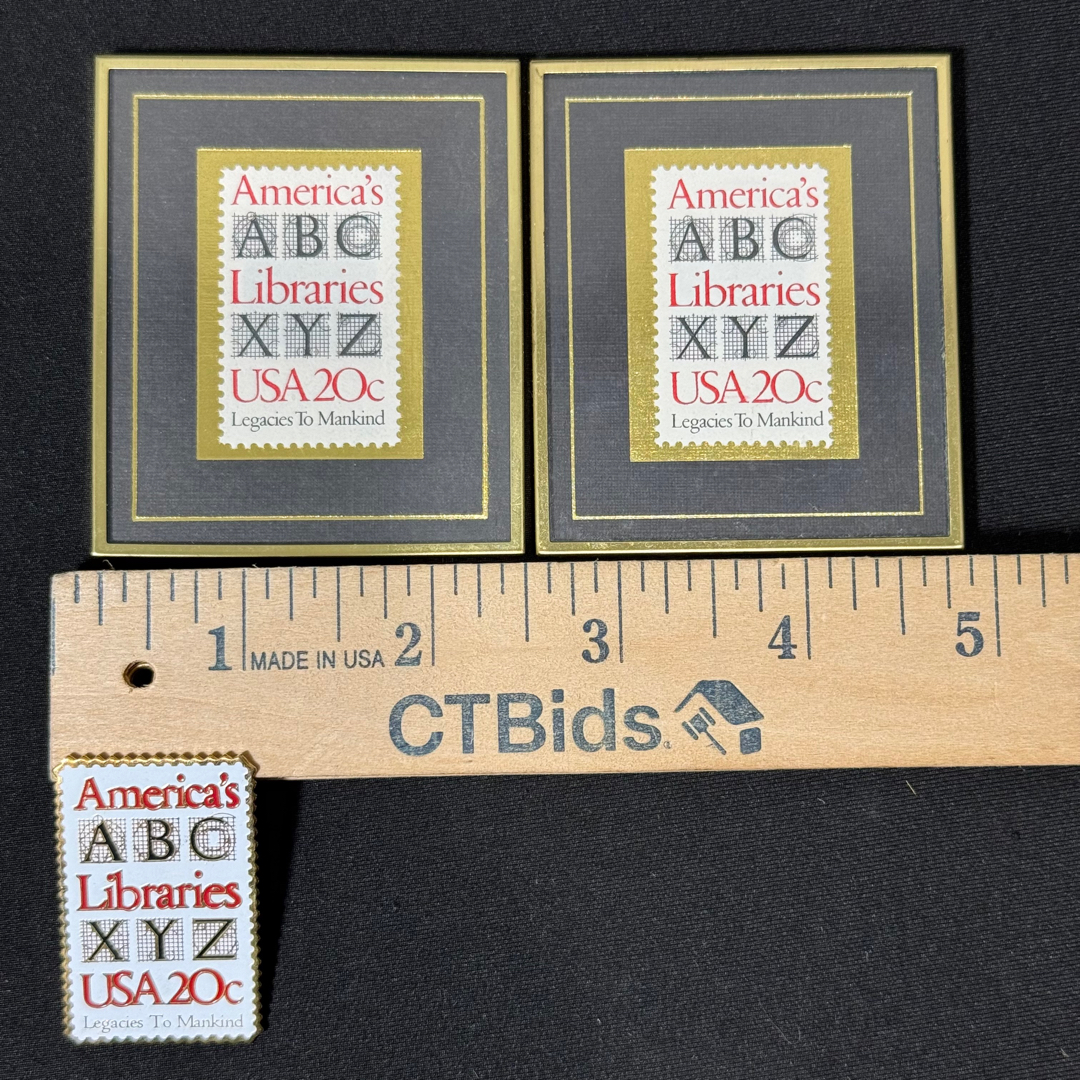 America's
ABC
Libraries
XYZ
USA 20c
Legacies To Mankind
America's
ABC
Libraries
XYZ
USA 20c
Legacies To Mankind
1 2 3 4 5
MADE IN USA
CTBids
America's
ABC
Libraries
XYZ
USA 20c
Legacies To Mankind